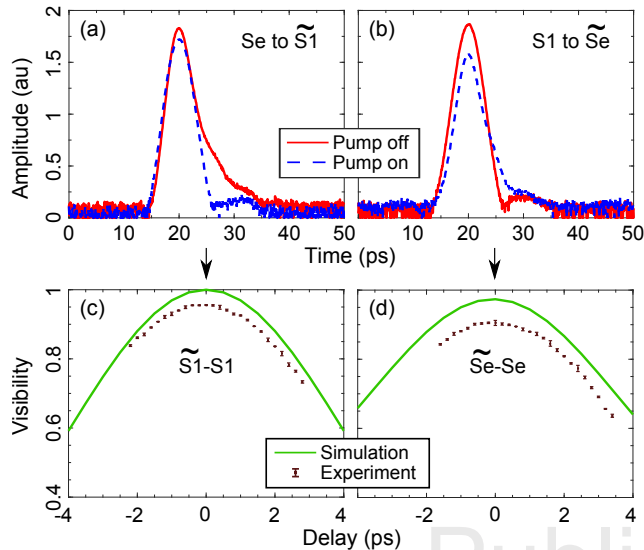 (a) Se to S̃1
(b) S1 to S̃e
Amplitude (au)
2
1.5
1
0.5
0
Pump off
Pump on
0 10 20 30 40 50
0 10 20 30 40 50
Time (ps)
(c)
(d)
Visibility
1
0.8
0.6
0.4
S̃1-S1
S̃e-Se
Simulation
Experiment
-4 -2 0 2 4
-2 0 2 4
Delay (ps)
Publi